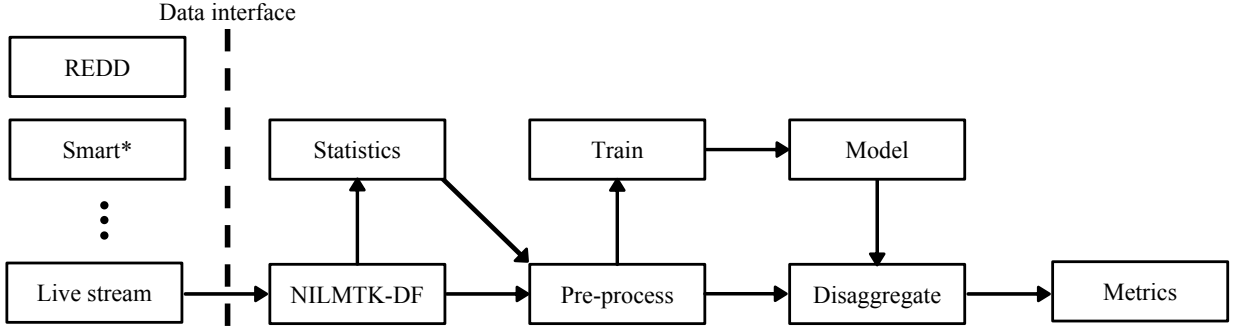 Data interface
REDD
Smart*
Statistics
Train
Model
Live stream
NILMTK-DF
Pre-process
Disaggregate
Metrics